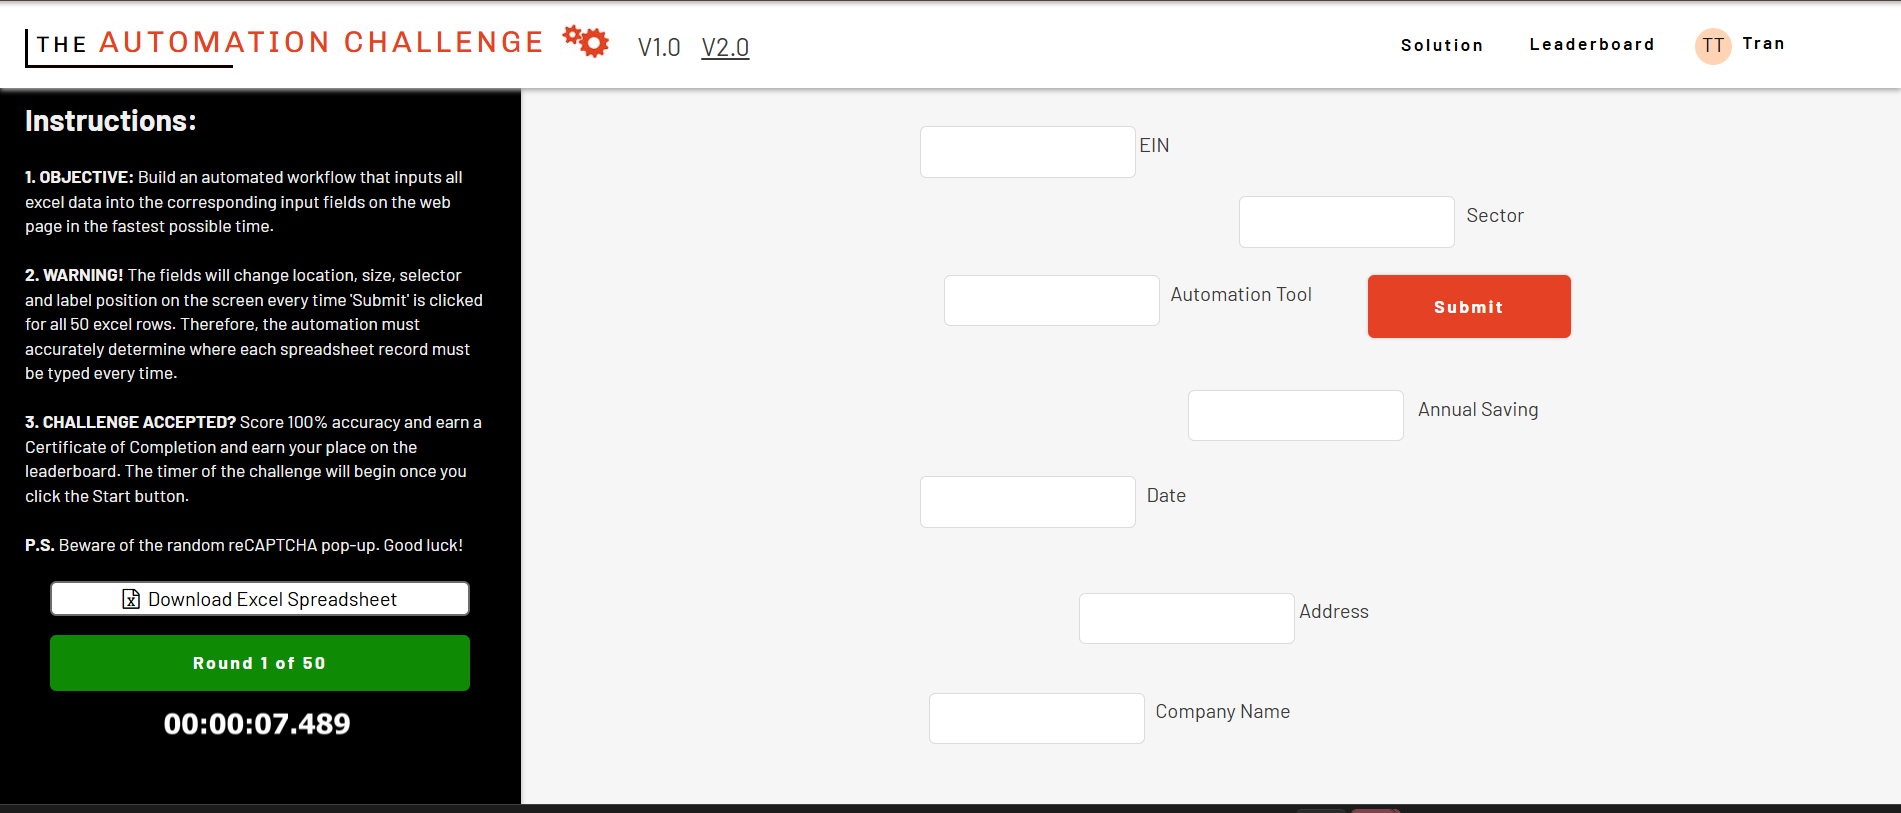 THE AUTOMATION CHALLENGE V1.0 V2.0
Solution Leaderboard TT Tran
Instructions:
1. OBJECTIVE: Build an automated workflow that inputs all
excel data into the corresponding input fields on the web
page in the fastest possible time.
2. WARNING! The fields will change location, size, selector
and label position on the screen every time 'Submit' is clicked
for all 50 excel rows. Therefore, the automation must
accurately determine where each spreadsheet record must
be typed every time.
3. CHALLENGE ACCEPTED? Score 100% accuracy and earn a
Certificate of Completion and earn your place on the
leaderboard. The timer of the challenge will begin once you
click the Start button.
P.S. Beware of the random reCAPTCHA pop-up. Good luck!
Download Excel Spreadsheet
Round 1 of 50
00:00:07.489
EIN
Sector
Automation Tool
Submit
Annual Saving
Date
Address
Company Name